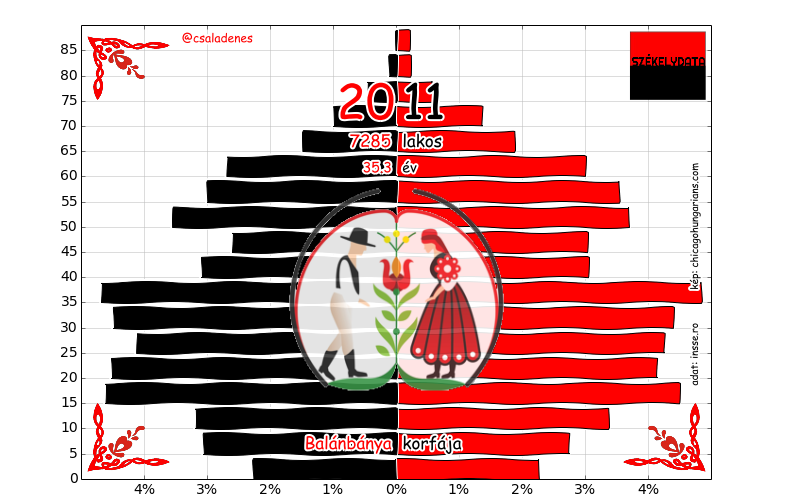 @csaladenes
SZÉKELYDATA
2011
7285 lakos
35.3 év
kép: chicagohungarians.com
adat: insse.ro
Balánbánya korfája
85
80
75
70
65
60
55
50
45
40
35
30
25
20
15
10
5
0
4% 3% 2% 1% 0% 1% 2% 3% 4%